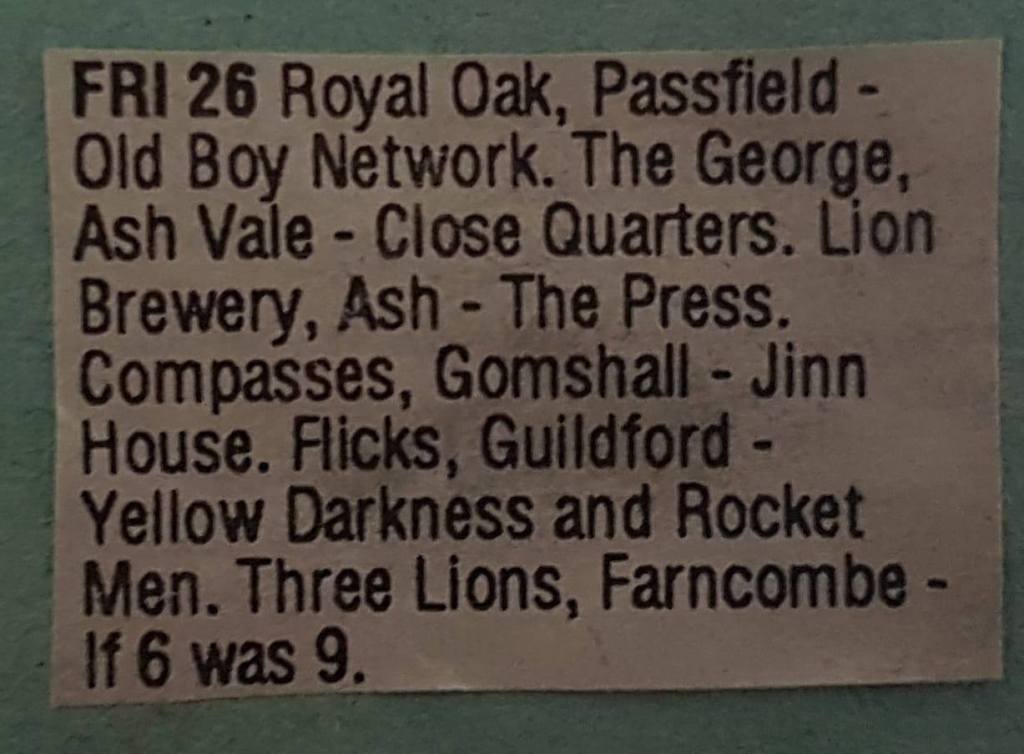 FRI 26 Royal Oak, Passfield -
Old Boy Network. The George,
Ash Vale - Close Quarters. Lion
Brewery, Ash - The Press.
Compasses, Gomshall - Jinn
House. Flicks, Guildford -
Yellow Darkness and Rocket
Men. Three Lions, Farncombe -
If 6 was 9.